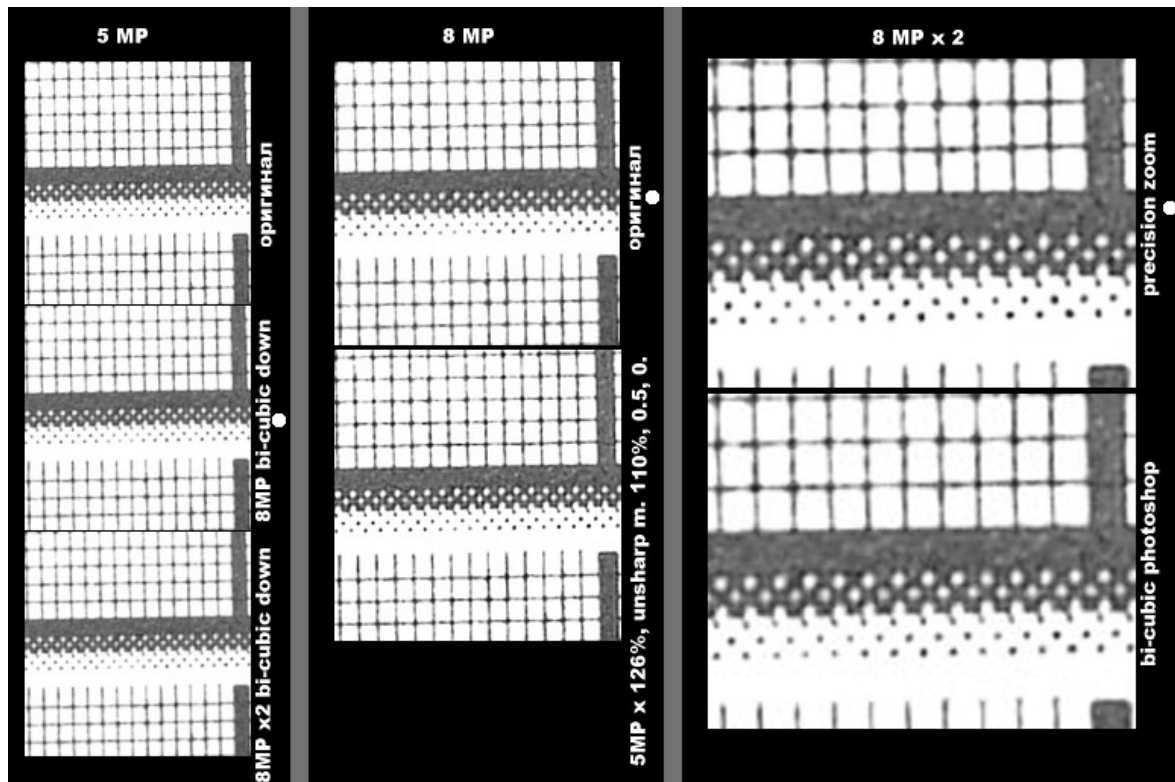 5 MP
оригинал
8MP bi-cubic down
8MP x2 bi-cubic down
8 MP
оригинал
5MP x 126%, unsharp m. 110%, 0.5, 0.
8 MP x 2
precision zoom
bi-cubic photoshop